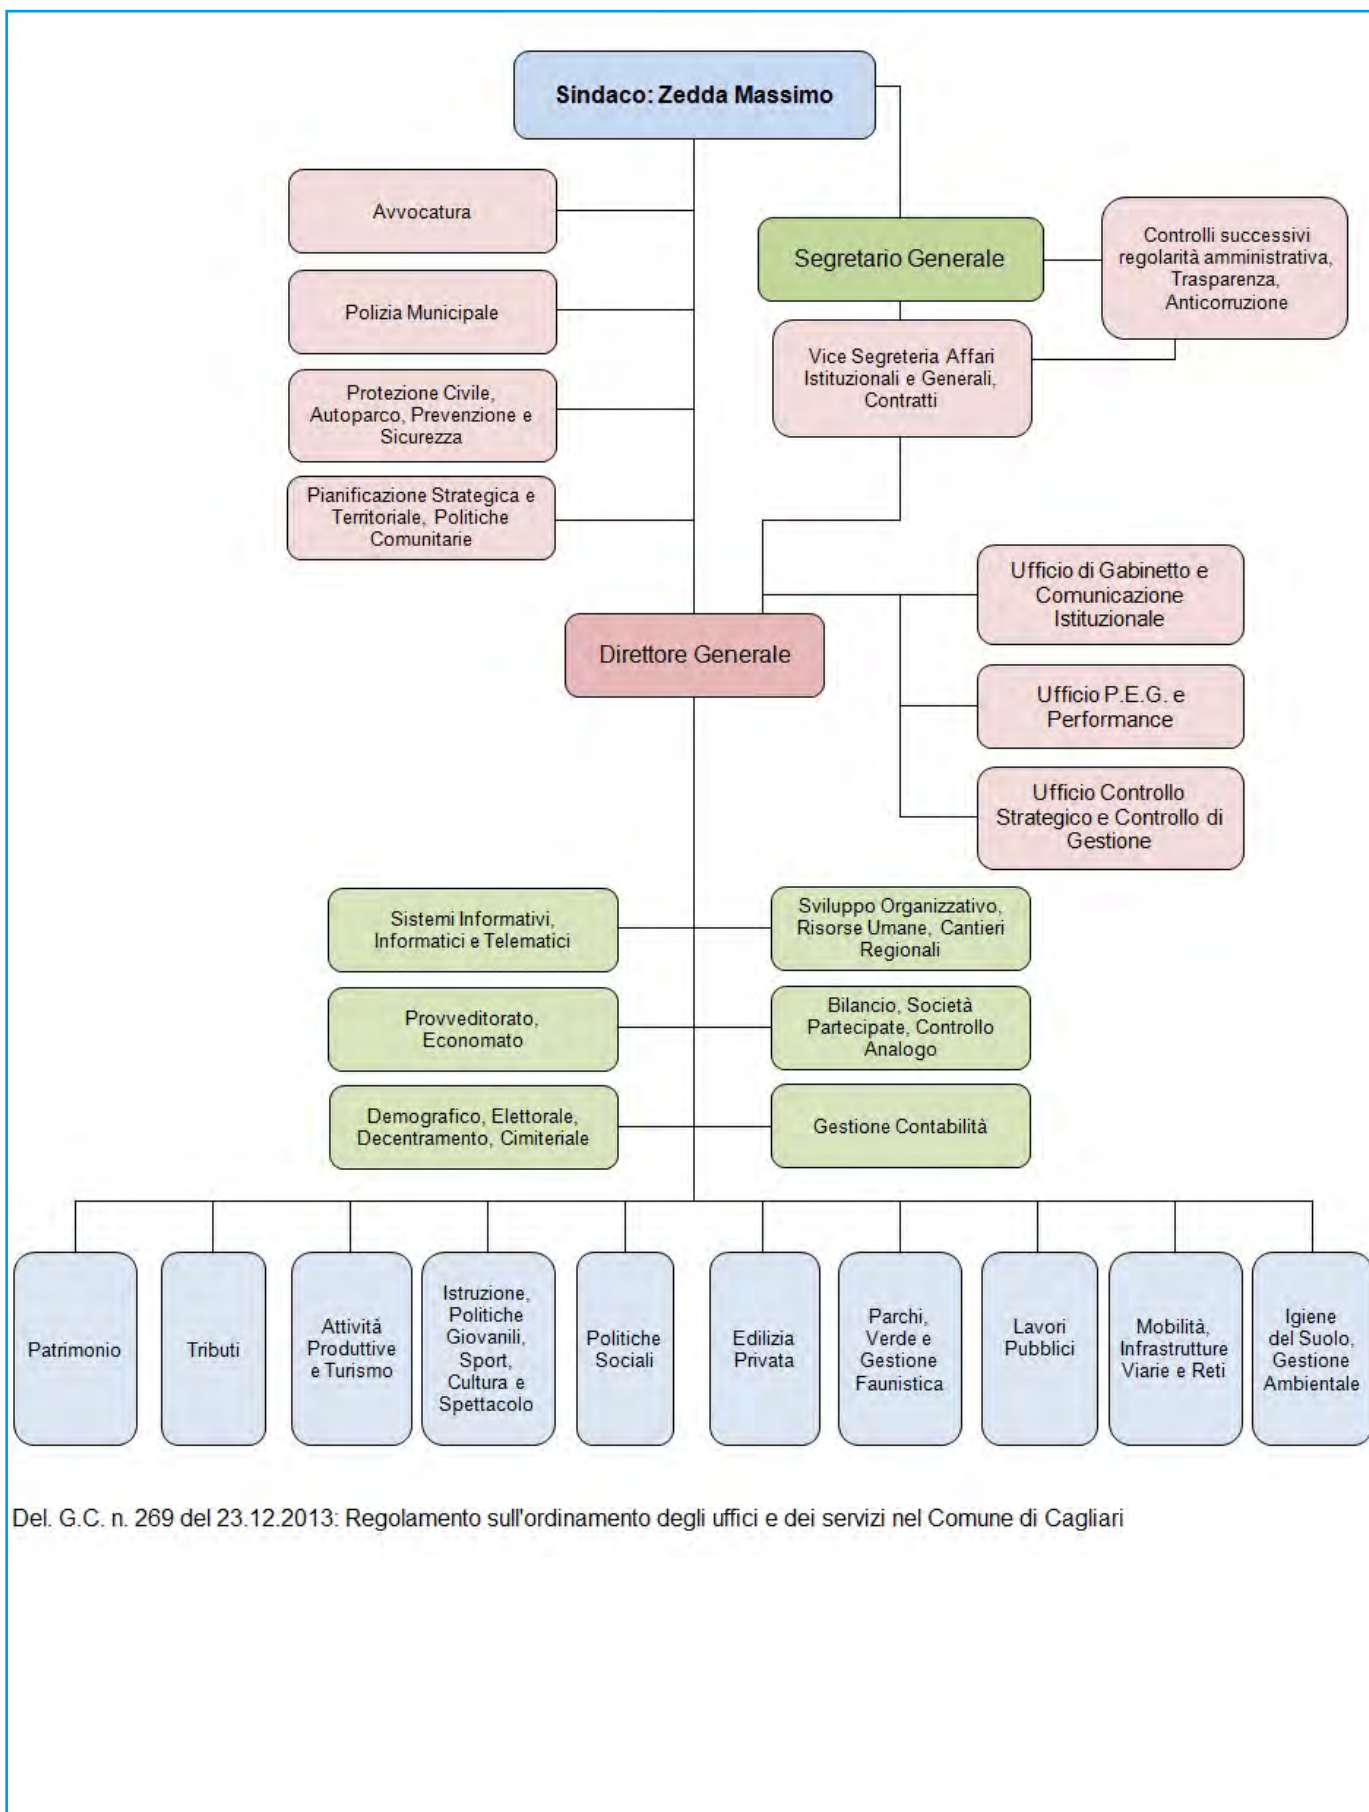 Sindaco: Zedda Massimo
Avvocatura
Polizia Municipale
Protezione Civile,
Autoparco, Prevenzione e
Sicurezza
Pianificazione Strategica e
Territoriale, Politiche
Comunitarie
Segretario Generale
Controlli successivi
regolarità amministrativa,
Trasparenza,
Anticorruzione
Vice Segreteria Affari
Istituzionali e Generali,
Contratti
Direttore Generale
Ufficio di Gabinetto e
Comunicazione
Istituzionale
Ufficio P.E.G. e
Performance
Ufficio Controllo
Strategico e Controllo di
Gestione
Sistemi Informativi,
Informatici e Telematici
Sviluppo Organizzativo,
Risorse Umane, Cantieri
Regionali
Provveditorato,
Economato
Bilancio, Società
Partecipate, Controllo
Analogo
Demografico, Elettorale,
Decentramento, Cimiteriale
Gestione Contabilità
Patrimonio
Tributi
Attività
Produttive
e Turismo
Istruzione,
Politiche
Giovanili,
Sport,
Cultura e
Spettacolo
Politiche
Sociali
Edilizia
Privata
Parchi,
Verde e
Gestione
Faunistica
Lavori
Pubblici
Mobilità,
Infrastrutture
Viarie e Reti
Igiene
del Suolo,
Gestione
Ambientale
Del. G.C. n. 269 del 23.12.2013: Regolamento sull'ordinamento degli uffici e dei servizi nel Comune di Cagliari